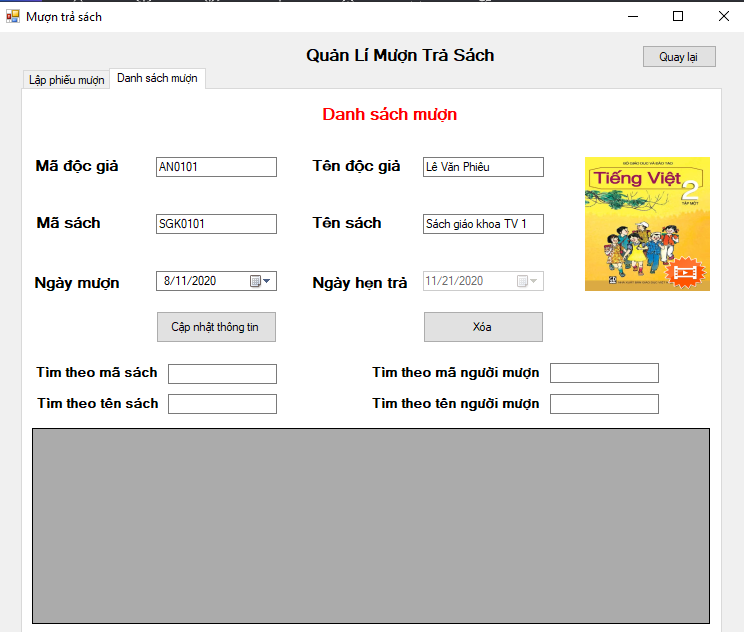 Mượn trả sách
Quản Lí Mượn Trả Sách
Quay lại
Lập phiếu mượn
Danh sách mượn
Danh sách mượn
Mã độc giả
AN0101
Tên độc giả
Lê Văn Phiêu
BỘ GIÁO DỤC VÀ ĐÀO TẠO
Tiếng Việt
2
TẬP MỘT
Mã sách
SGK0101
Tên sách
Sách giáo khoa TV 1
Ngày mượn
8/11/2020
Ngày hẹn trả
11/21/2020
Cập nhật thông tin
Xóa
Tìm theo mã sách
Tìm theo mã người mượn
Tìm theo tên sách
Tìm theo tên người mượn